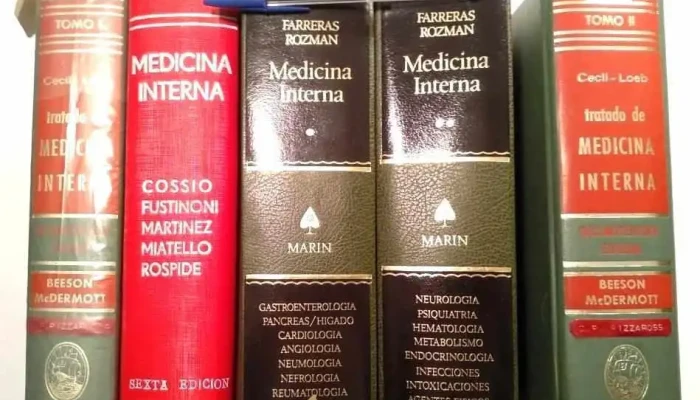 TOMO I
Cecil-
tratado de
MEDICINA
INTERNA
BEESON
McDERMOTT
MEDICINA
INTERNA
COSSIO
FUSTINONI
MARTINEZ
MIATELLO
ROSPIDE
SEXTA EDICION
FARRERAS
ROZMAN
Medicina
Interna
•
MARIN
GASTROENTEROLOGIA
PANCREAS/HIGADO
CARDIOLOGIA
ANGIOLOGIA
NEUMOLOGIA
NEFROLOGIA
REUMATOLOGIA
FARRERAS
ROZMAN
Medicina
Interna
••
MARIN
NEUROLOGIA
PSIQUIATRIA
HEMATOLOGIA
METABOLISMO
ENDOCRINOLOGIA
INFECCIONES
INTOXICACIONES
AGENTES FISICOS
TOMO II
Cecil-Loeb
tratado de
MEDICINA
INTERNA
BEESON
McDERMOTT